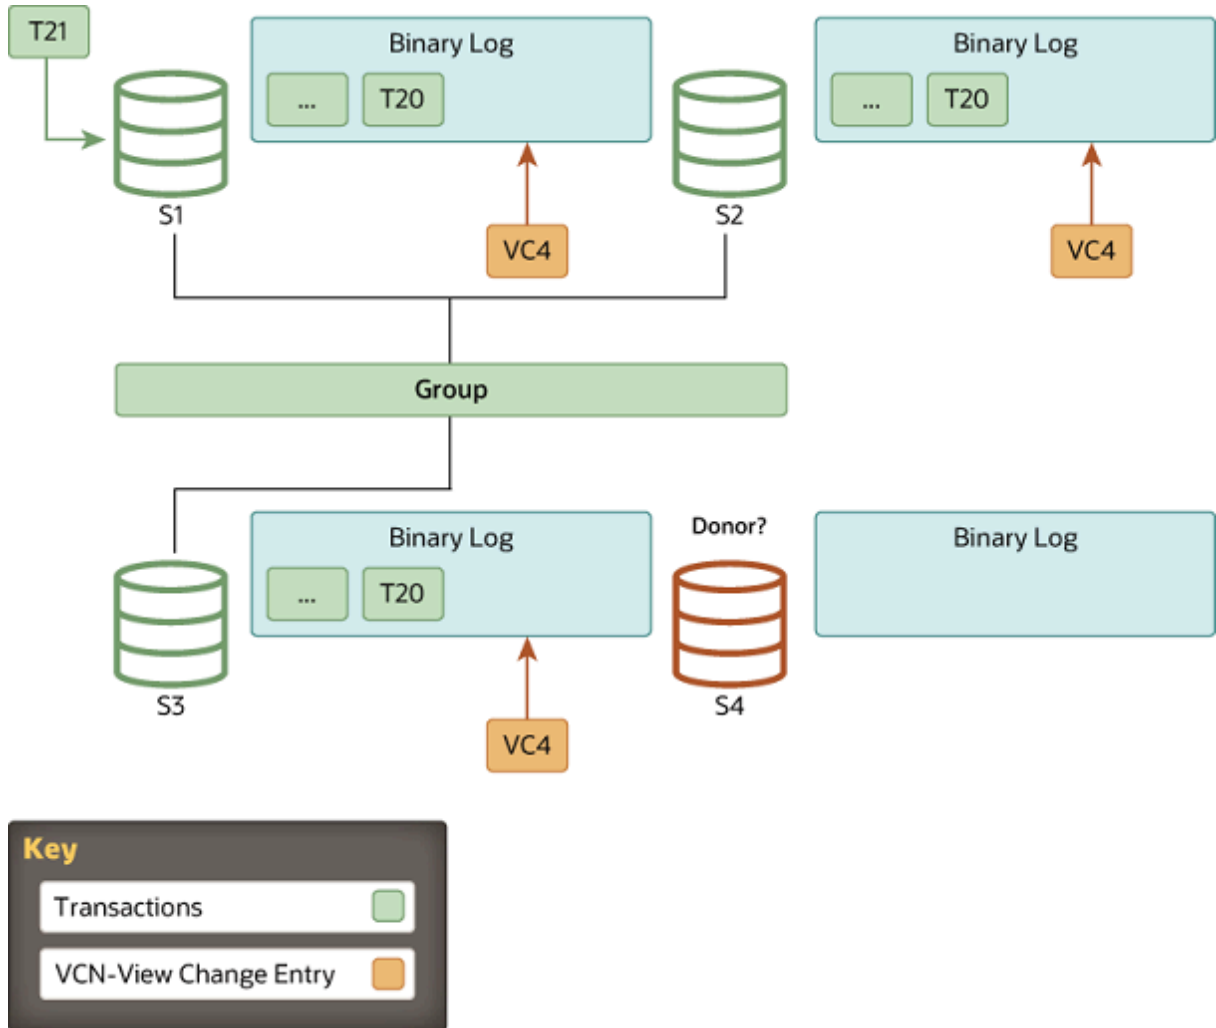 T21
Binary Log
... T20
S1
VC4
Binary Log
... T20
S2
VC4
Group
Binary Log
... T20
S3
VC4
Donor?
S4
Binary Log
Key
Transactions
VCN-View Change Entry